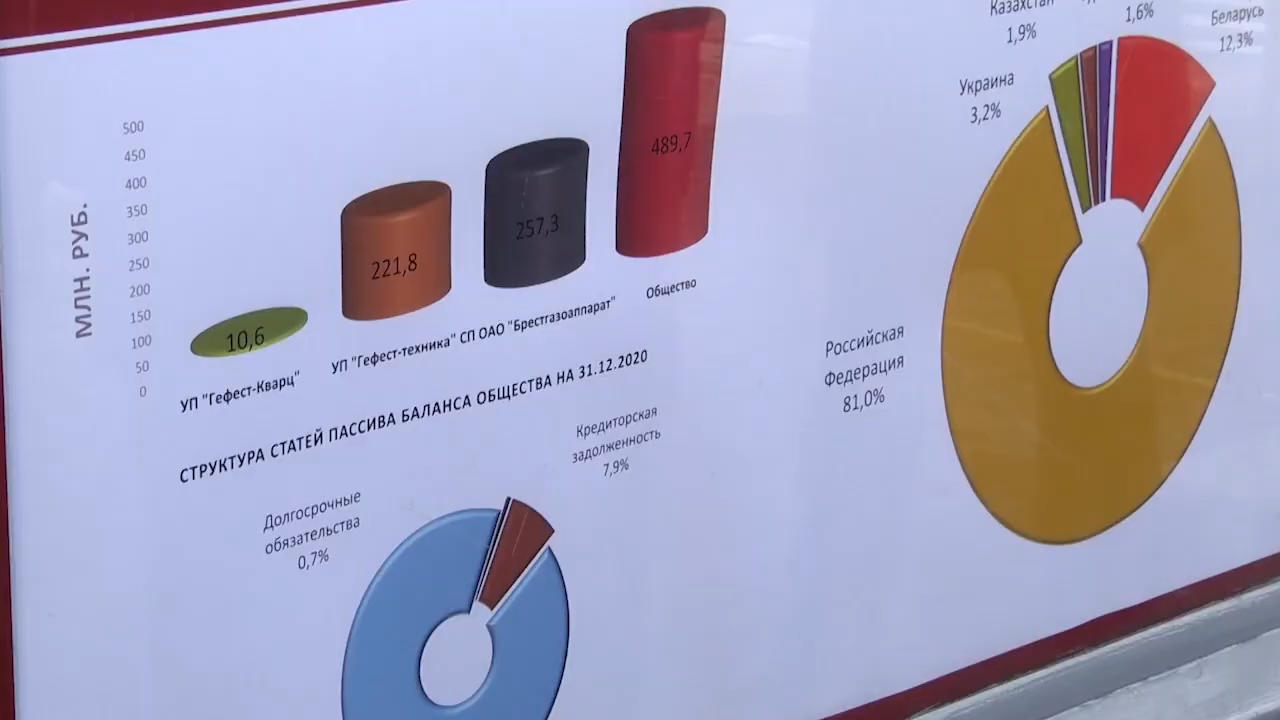 МЛН. РУБ.
500
450
400
350
300
250
200
150
100
50
0
10,6
221,8
257,3
489,7
УП "Гефест-Кварц"
УП "Гефест-техника"
СП ОАО "Брестгазоаппарат"
Общество
СТРУКТУРА СТАТЕЙ ПАССИВА БАЛАНСА ОБЩЕСТВА НА 31.12.2020
Долгосрочные
обязательства
0,7%
Кредиторская
задолженность
7,9%
Казахстан
1,9%
1,6%
Беларусь
12,3%
Украина
3,2%
Российская
Федерация
81,0%